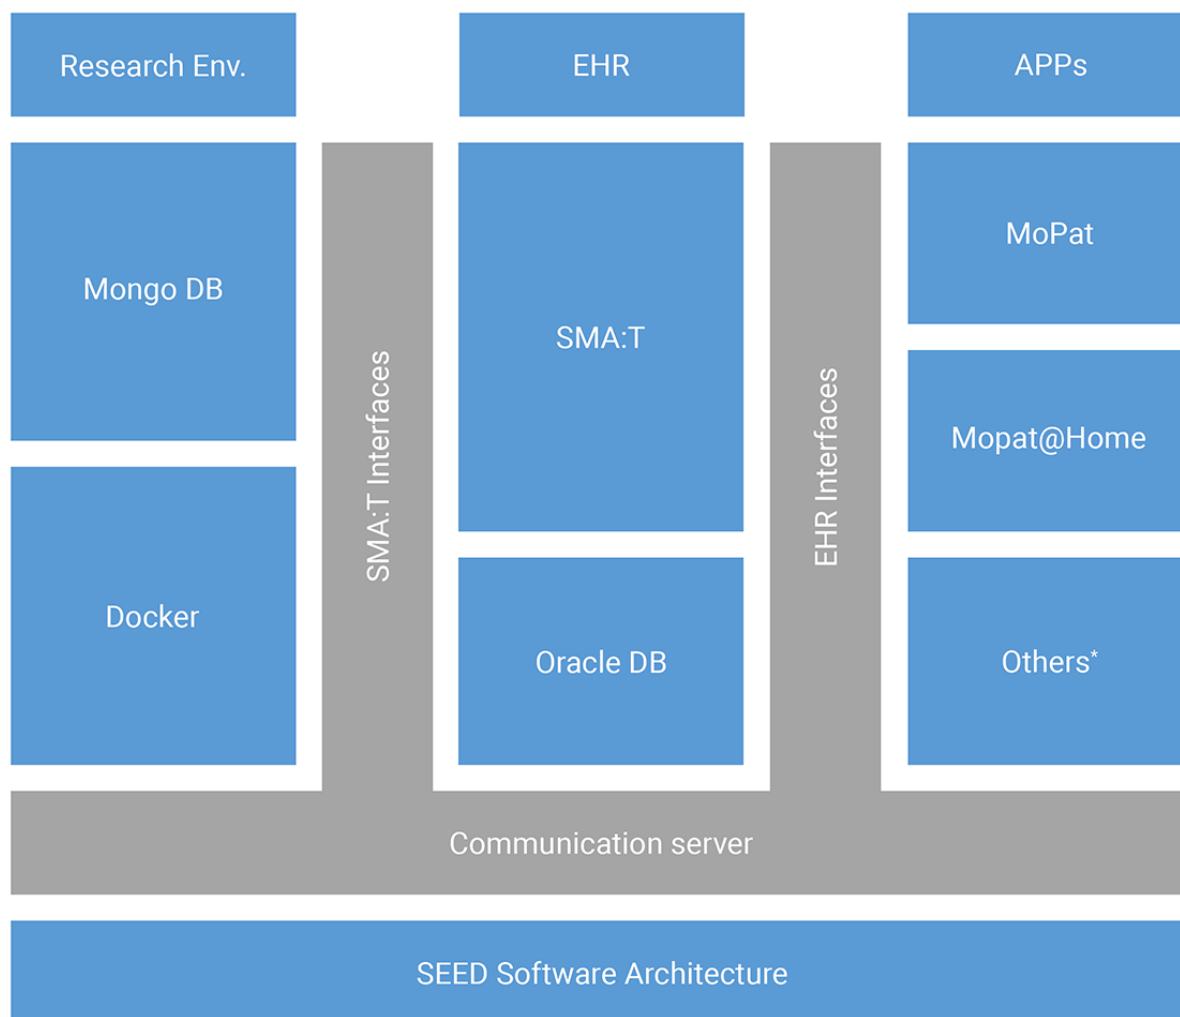 Research Env.
EHR
APPs
Mongo DB
Docker
SMA:T Interfaces
SMA:T
Oracle DB
EHR Interfaces
MoPat
Mopat@Home
Others*
Communication server
SEED Software Architecture